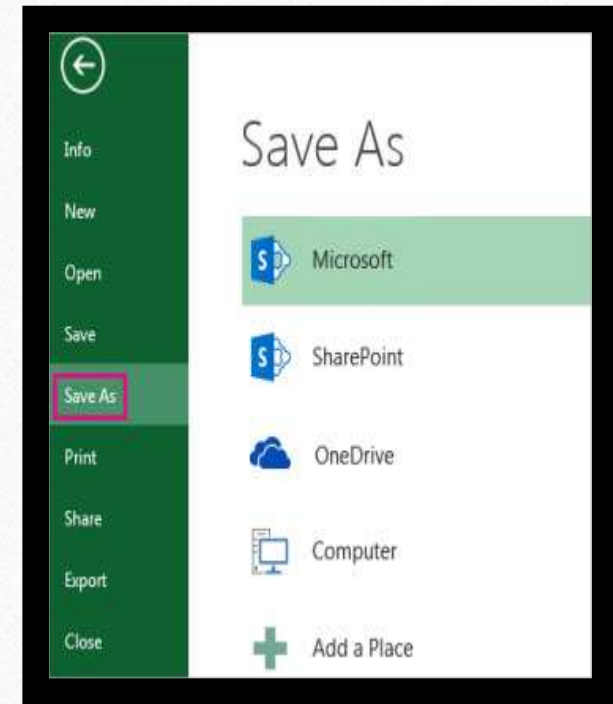 Info
New
Open
Save
Save As
Print
Share
Export
Close
Save As
Microsoft
SharePoint
OneDrive
Computer
Add a Place